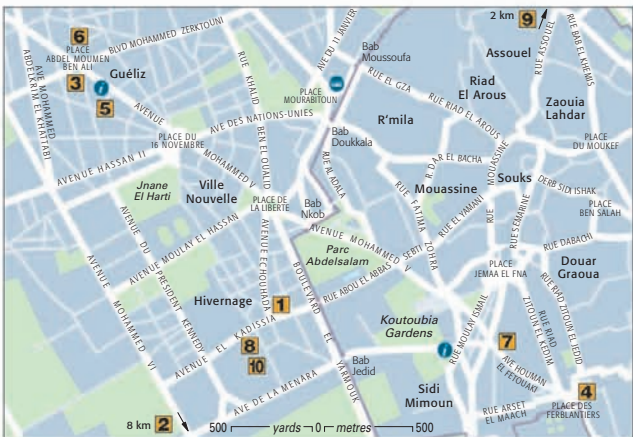 2 km
9
6
BLVD MOHAMMED ZERKTOUNI
PLACE
ABDEL MOUMEN
BEN ALI
Guéliz
3
5
AVE MOHAMMED
ABDELKRIM EL KHATTABI
RUE KHALID
BEN EL OUALID
AVE DU 11 JANVIER
Bab
Moussoufa
RUE EL GZA
Assouel
RUE ASSOUEL
RUE BAB EL KHEMIS
Riad
El Arous
Zaouia
Lahdar
PLACE
MOURABITOUN
R'mila
RUE RIAD EL AROUS
AVENUE
MOHAMMED V
AVE DES NATIONS-UNIES
PLACE DU
16 NOVEMBRE
AVENUE HASSAN II
Bab
Doukkala
RUE AL ADALA
R. DAR EL BACHA
MOUASSINE
RUE
PLACE
DU MOUKEF
Souks
Mouassine
DERB SIDI ISHAK
Jnane
El Harti
Ville
Nouvelle
PLACE DE
LA LIBERTE
Bab
Nkob
RUE FATIMA
ZOHRA
RUE EL YAMANI
RUE SEMARINE
PLACE
BEN SALAH
AVENUE MOULAY EL HASSAN
AVENUE DU
PRESIDENT KENNEDY
AVENUE ECHOUHADA
AVENUE MOHAMMED V
Parc
Abdelsalam
RUE ABOU EL ABBAS SEBTI
RUE DABACHI
PLACE
JEMAA EL FNA
Douar
Graoua
Hivernage
1
BOULEVARD EL
YARMOUK
Koutoubia
Gardens
RUE MOULAY ISMAIL
RUE RIAD
ZITOUN EL KEDIM
RUE RIAD ZITOUN EL JEDID
AVENUE
MOHAMMED VI
AVENUE EL KADISSIA
8
10
Bab
Jedid
7
AVE HOUMAN
EL FETOUAKI
4
PLACE DES
FERBLANTIERS
AVE DE LA MENARA
Sidi
Mimoun
RUE ARSET
EL MAACH
8 km
2
500 yards 0 metres 500